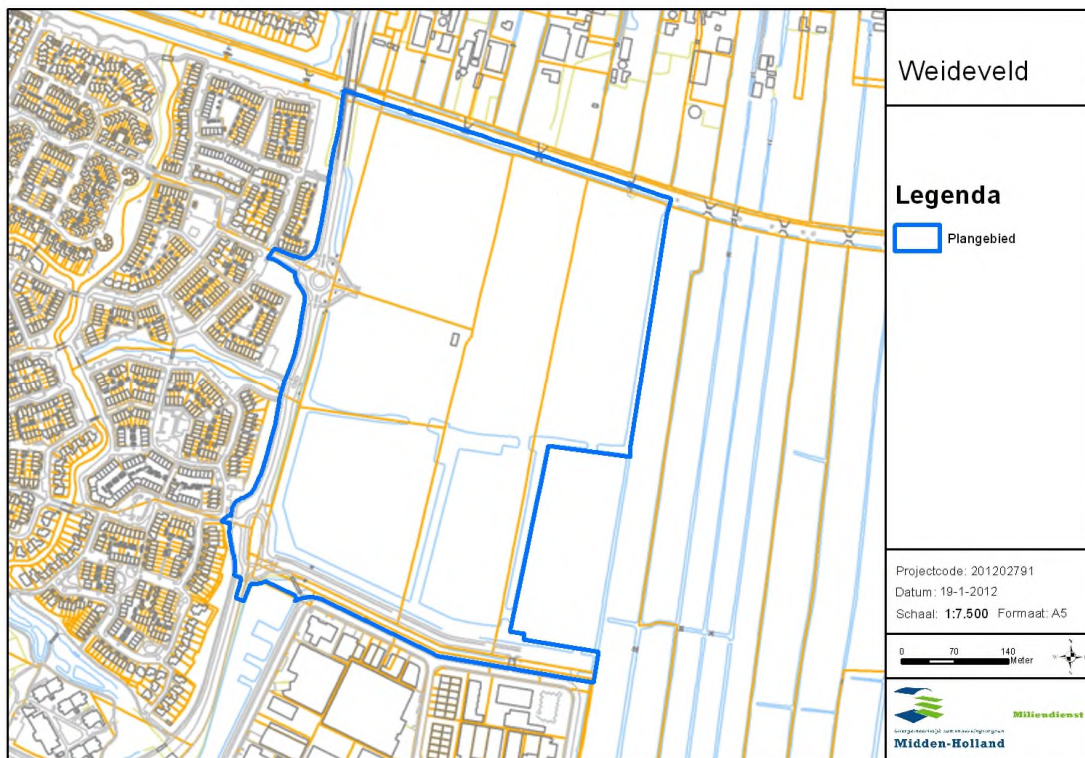 Weideveld
Legenda
Plangebied
Projectcode: 201202791
Datum: 19-1-2012
Schaal: 1:7.500 Formaat: A5
0 70 140
Meter
Miliendienst
Midden-Holland